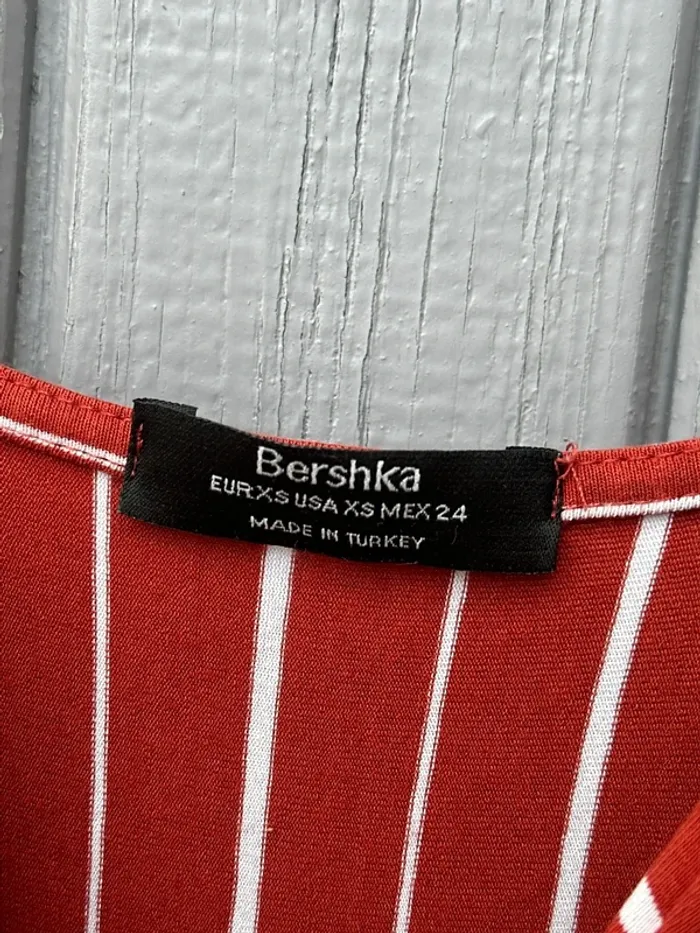 Bershka
EUR XS USA XS MEX 24
MADE IN TURKEY